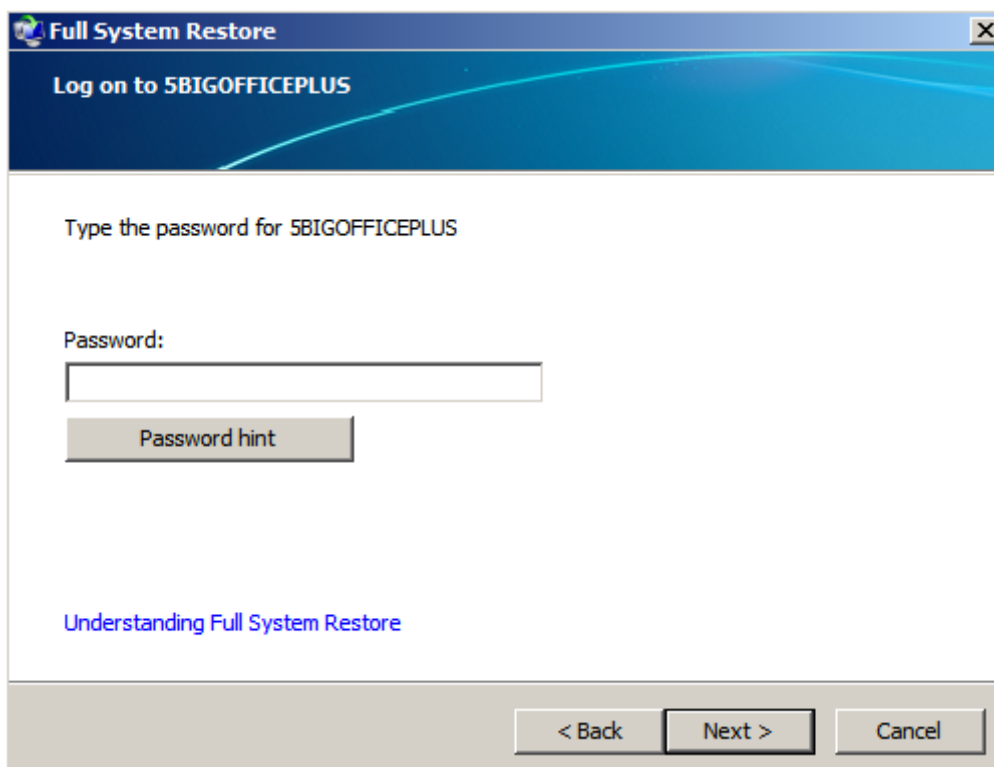 Full System Restore
Log on to 5BIGOFFICEPLUS
Type the password for 5BIGOFFICEPLUS
Password:
Password hint
Understanding Full System Restore
< Back Next > Cancel